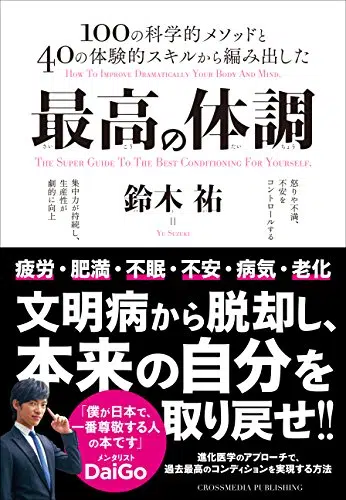 100の科学的メソッドと
40の体験的スキルから編み出した
HOW TO IMPROVE DRAMATICALLY YOUR BODY AND MIND.
最高の体調
さい こう たい ちょう
THE SUPER GUIDE TO THE BEST CONDITIONING FOR YOURSELF.
怒りや不満、
不安を
コントロールする
鈴木 祐
YU SUZUKI
集中力が持続し、
生産性が
劇的に向上
疲労・肥満・不眠・不安・病気・老化
文明病から脱却し、
本来の自分を
取り戻せ!!
「僕が日本で、
一番尊敬する人
の本です」
メンタリスト
DaiGo
進化医学のアプローチで、
過去最高のコンディションを実現する方法
CROSSMEDIA PUBLISHING